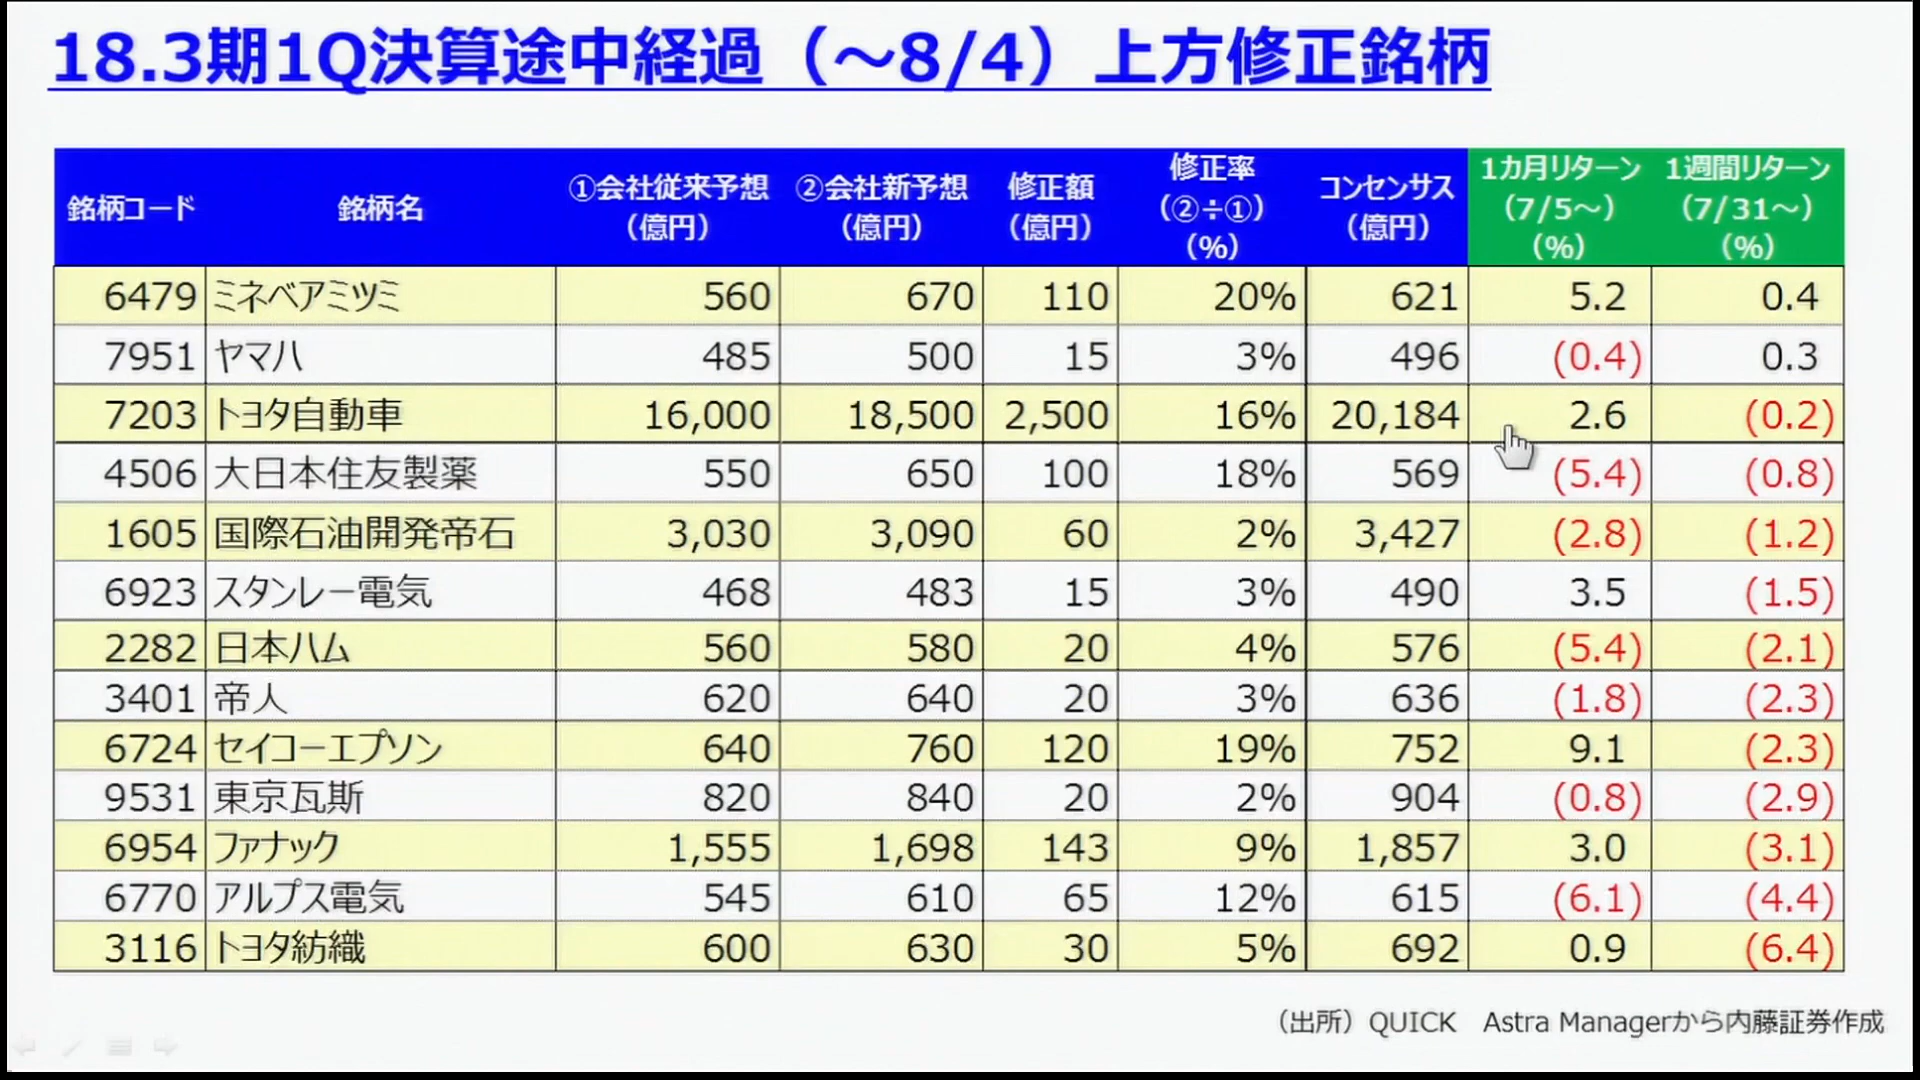 18.3期1Q決算途中経過（～8/4）上方修正銘柄
銘柄コード 銘柄名 ①会社従来予想（億円） ②会社新予想（億円） 修正額（億円） 修正率（②÷①）（%） コンセンサス（億円） 1カ月リターン（7/5～）（%） 1週間リターン（7/31～）（%）
6479 ミネベアミツミ 560 670 110 20% 621 5.2 0.4
7951 ヤマハ 485 500 15 3% 496 (0.4) 0.3
7203 トヨタ自動車 16,000 18,500 2,500 16% 20,184 2.6 (0.2)
4506 大日本住友製薬 550 650 100 18% 569 (5.4) (0.8)
1605 国際石油開発帝石 3,030 3,090 60 2% 3,427 (2.8) (1.2)
6923 スタンレー電気 468 483 15 3% 490 3.5 (1.5)
2282 日本ハム 560 580 20 4% 576 (5.4) (2.1)
3401 帝人 620 640 20 3% 636 (1.8) (2.3)
6724 セイコーエプソン 640 760 120 19% 752 9.1 (2.3)
9531 東京瓦斯 820 840 20 2% 904 (0.8) (2.9)
6954 ファナック 1,555 1,698 143 9% 1,857 3.0 (3.1)
6770 アルプス電気 545 610 65 12% 615 (6.1) (4.4)
3116 トヨタ紡織 600 630 30 5% 692 0.9 (6.4)
（出所）QUICK　Astra Managerから内藤証券作成